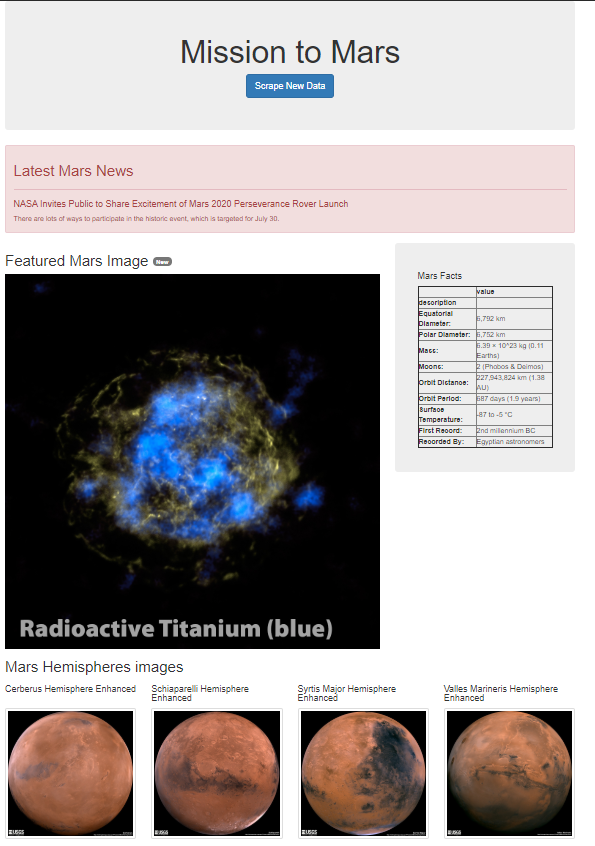 Mission to Mars
Scrape New Data
Latest Mars News
NASA Invites Public to Share Excitement of Mars 2020 Perseverance Rover Launch
There are lots of ways to participate in the historic event, which is targeted for July 30.
Featured Mars Image New
Radioactive Titanium (blue)
Mars Facts
value
description
Equatorial
Diameter:
6,792 km
Polar Diameter: 6,752 km
Mass:
6.39 × 10^23 kg (0.11
Earths)
Moons: 2 (Phobos & Deimos)
Orbit Distance:
227,943,824 km (1.38
AU)
Orbit Period: 687 days (1.9 years)
Surface
Temperature:
-87 to -5 °C
First Record: 2nd millennium BC
Recorded By: Egyptian astronomers
Mars Hemispheres images
Cerberus Hemisphere Enhanced
Schiaparelli Hemisphere
Enhanced
Syrtis Major Hemisphere
Enhanced
Valles Marineris Hemisphere
Enhanced
USGS
USGS
USGS
USGS